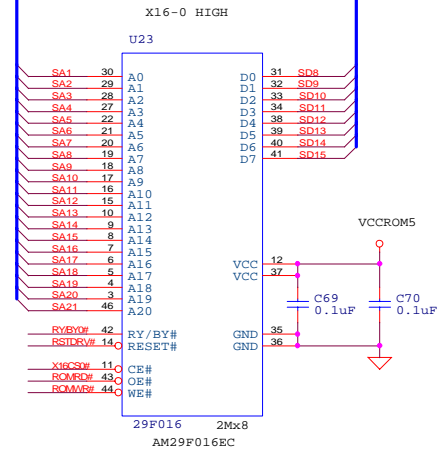 X16-0 HIGH
U23
SA1 30 A0 D0 31 SD8
SA2 29 A1 D1 32 SD9
SA3 28 A2 D2 33 SD10
SA4 27 A3 D3 34 SD11
SA5 22 A4 D4 38 SD12
SA6 21 A5 D5 39 SD13
SA7 20 A6 D6 40 SD14
SA8 19 A7 D7 41 SD15
SA9 18 A8
SA10 17 A9
SA11 16 A10
SA12 15 A11
SA13 10 A12
SA14 9 A13
SA15 8 A14
SA16 7 A15
SA17 6 A16 VCC 12
SA18 5 A17 VCC 37
SA19 4 A18
SA20 3 A19
SA21 46 A20
VCCROM5
C69
0.1uF
C70
0.1uF
RY/BY0# 42 RY/BY# GND 35
RSTDRV# 14 RESET# GND 36
X16CS0# 11 CE#
ROMRD# 43 OE#
ROMWR# 44 WE#
29F016 2Mx8
AM29F016EC